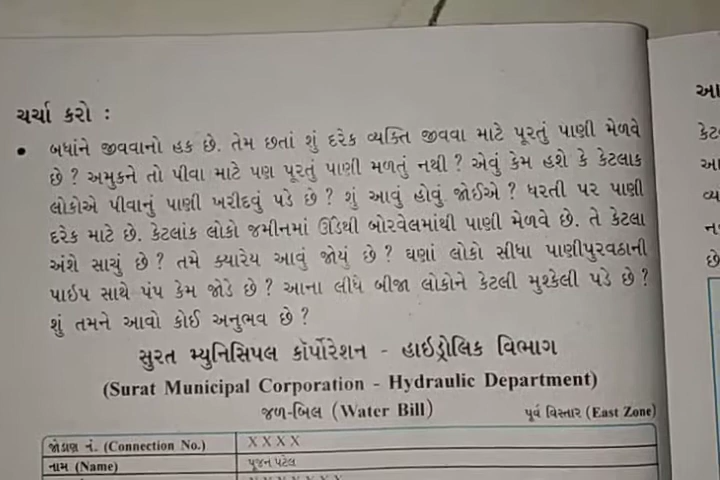 ચર્ચા કરો :
• બધાંને જીવવાનો હક છે. તેમ છતાં શું દરેક વ્યક્તિ જીવવા માટે પૂરતું પાણી મેળવે
છે ? અમુકને તો પીવા માટે પણ પૂરતું પાણી મળતું નથી ? એવું કેમ હશે કે કેટલાક
લોકોએ પીવાનું પાણી ખરીદવું પડે છે ? શું આવું હોવું જોઈએ ? ધરતી પર પાણી
દરેક માટે છે. કેટલાંક લોકો જમીનમાં ઊંડેથી બોરવેલમાંથી પાણી મેળવે છે. તે કેટલા
અંશે સાચું છે ? તમે ક્યારેય આવું જોયું છે ? ઘણાં લોકો સીધા પાણીપુરવઠાની
પાઇપ સાથે પંપ કેમ જોડે છે ? આના લીધે બીજા લોકોને કેટલી મુશ્કેલી પડે છે ?
શું તમને આવો કોઈ અનુભવ છે ?
સુરત મ્યુનિસિપલ કૉર્પોરેશન - હાઇડ્રોલિક વિભાગ
(Surat Municipal Corporation - Hydraulic Department)
જળ-બિલ (Water Bill)
પૂર્વ વિસ્તાર (East Zone)
જોડાણ નં. (Connection No.) X X X X
નામ (Name) પૂજન પટેલ